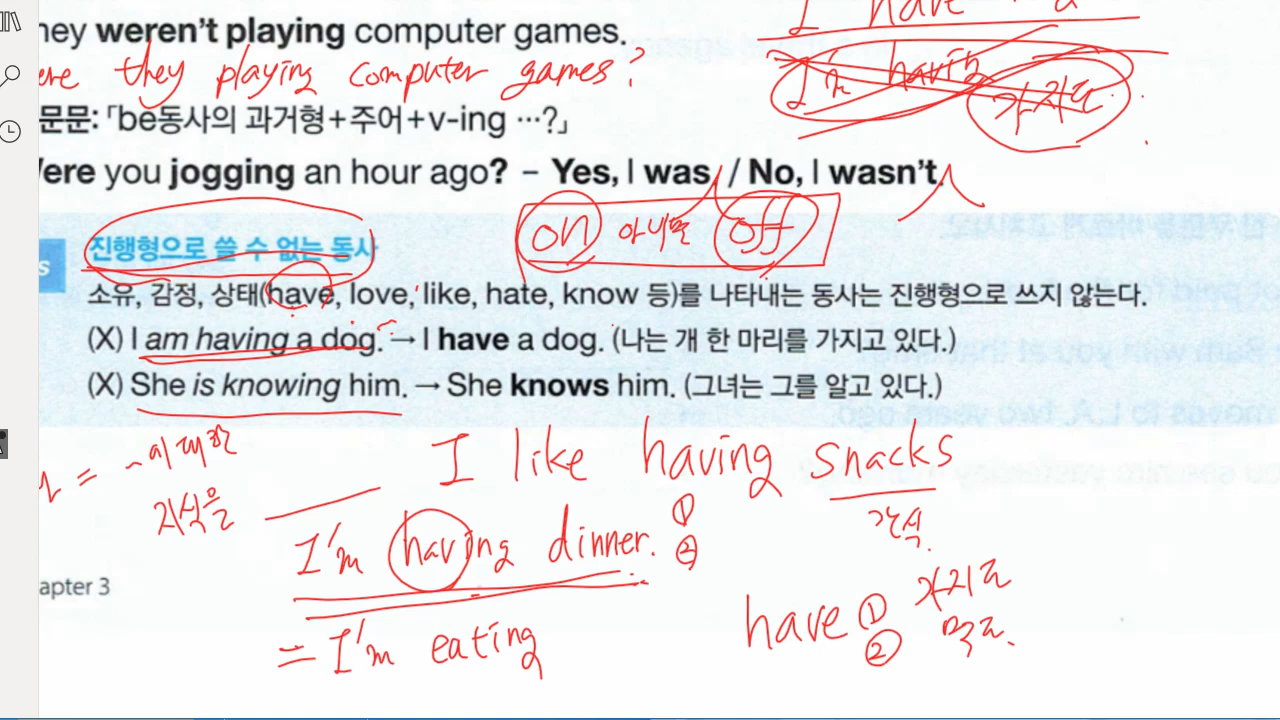 I have a
hey weren't playing computer games.
ere they playing computer games?
I'm having
가지다
문문: 「be동사의 과거형+주어+v-ing …?」
Vere you jogging an hour ago? – Yes, I was. / No, I wasn't.
on 아니면 off
s 진행형으로 쓸 수 없는 동사
소유, 감정, 상태(have, love, like, hate, know 등)를 나타내는 동사는 진행형으로 쓰지 않는다.
(X) I am having a dog. → I have a dog. (나는 개 한 마리를 가지고 있다.)
(X) She is knowing him. → She knows him. (그녀는 그를 알고 있다.)
I like having snacks
간식.
지식을
I'm having dinner. ① ②
apter 3
have ① 가지고
② 먹고.
= I'm eating